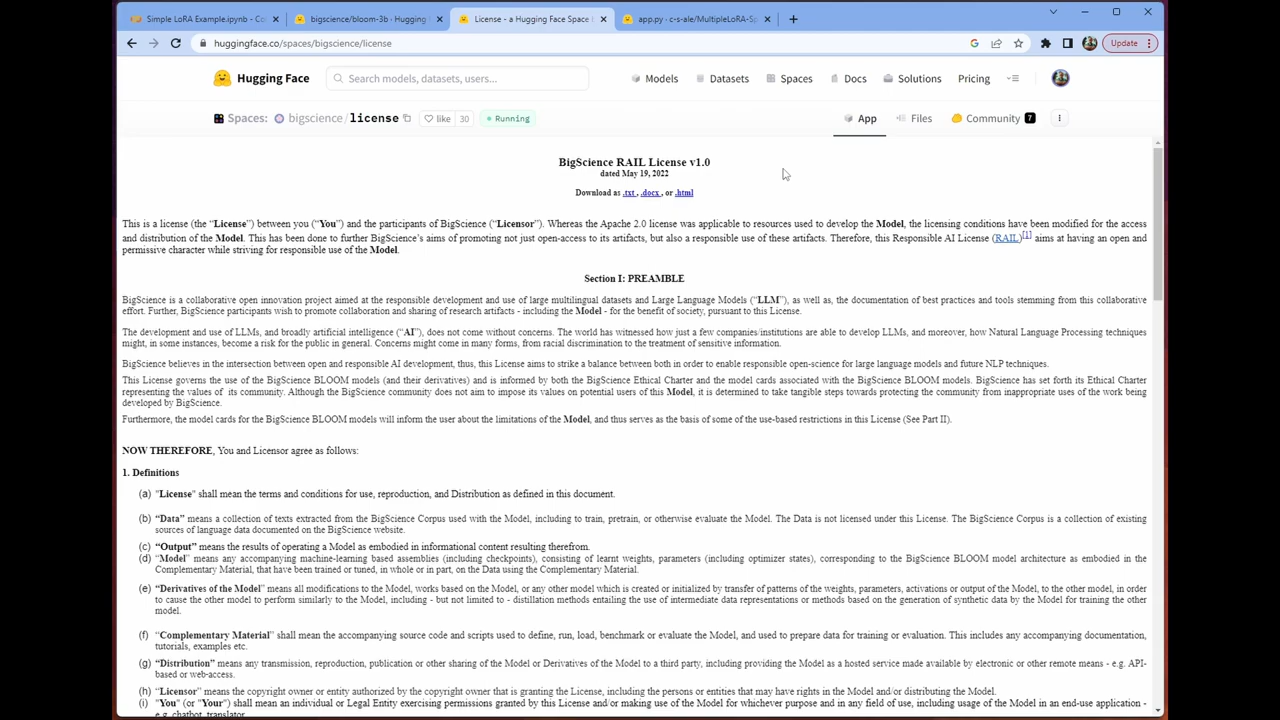 Simple LoRA Example.ipynb - Co
bigscience/bloom-3b · Hugging
License - a Hugging Face Space
app.py · c-s-ale/MultipleLoRA-Sp
huggingface.co/spaces/bigscience/license
Update
Hugging Face
Search models, datasets, users...
Models
Datasets
Spaces
Docs
Solutions
Pricing
Spaces:
bigscience/license
like
30
Running
App
Files
Community
7
BigScience RAIL License v1.0
dated May 19, 2022
Download as .txt , .docx , or .html
This is a license (the “License”) between you (“You”) and the participants of BigScience (“Licensor”). Whereas the Apache 2.0 license was applicable to resources used to develop the Model, the licensing conditions have been modified for the access
and distribution of the Model. This has been done to further BigScience’s aims of promoting not just open-access to its artifacts, but also a responsible use of these artifacts. Therefore, this Responsible AI License (RAIL)[1] aims at having an open and
permissive character while striving for responsible use of the Model.
Section I: PREAMBLE
BigScience is a collaborative open innovation project aimed at the responsible development and use of large multilingual datasets and Large Language Models (“LLM”), as well as, the documentation of best practices and tools stemming from this collaborative
effort. Further, BigScience participants wish to promote collaboration and sharing of research artifacts - including the Model - for the benefit of society, pursuant to this License.
The development and use of LLMs, and broadly artificial intelligence (“AI”), does not come without concerns. The world has witnessed how just a few companies/institutions are able to develop LLMs, and moreover, how Natural Language Processing techniques
might, in some instances, become a risk for the public in general. Concerns might come in many forms, from racial discrimination to the treatment of sensitive information.
BigScience believes in the intersection between open and responsible AI development, thus, this License aims to strike a balance between both in order to enable responsible open-science for large language models and future NLP techniques.
This License governs the use of the BigScience BLOOM models (and their derivatives) and is informed by both the BigScience Ethical Charter and the model cards associated with the BigScience BLOOM models. BigScience has set forth its Ethical Charter
representing the values of its community. Although the BigScience community does not aim to impose its values on potential users of this Model, it is determined to take tangible steps towards protecting the community from inappropriate uses of the work being
developed by BigScience.
Furthermore, the model cards for the BigScience BLOOM models will inform the user about the limitations of the Model, and thus serves as the basis of some of the use-based restrictions in this License (See Part II).
NOW THEREFORE, You and Licensor agree as follows:
1. Definitions
(a) "License" shall mean the terms and conditions for use, reproduction, and Distribution as defined in this document.
(b) “Data” means a collection of texts extracted from the BigScience Corpus used with the Model, including to train, pretrain, or otherwise evaluate the Model. The Data is not licensed under this License. The BigScience Corpus is a collection of existing
sources of language data documented on the BigScience website.
(c) “Output” means the results of operating a Model as embodied in informational content resulting therefrom.
(d) “Model” means any accompanying machine-learning based assemblies (including checkpoints), consisting of learnt weights, parameters (including optimizer states), corresponding to the BigScience BLOOM model architecture as embodied in the
Complementary Material, that have been trained or tuned, in whole or in part, on the Data using the Complementary Material.
(e) “Derivatives of the Model” means all modifications to the Model, works based on the Model, or any other model which is created or initialized by transfer of patterns of the weights, parameters, activations or output of the Model, to the other model, in order
to cause the other model to perform similarly to the Model, including - but not limited to - distillation methods entailing the use of intermediate data representations or methods based on the generation of synthetic data by the Model for training the other
model.
(f) “Complementary Material” shall mean the accompanying source code and scripts used to define, run, load, benchmark or evaluate the Model, and used to prepare data for training or evaluation. This includes any accompanying documentation,
tutorials, examples etc.
(g) “Distribution” means any transmission, reproduction, publication or other sharing of the Model or Derivatives of the Model to a third party, including providing the Model as a hosted service made available by electronic or other remote means - e.g. API-
based or web-access.
(h) “Licensor” means the copyright owner or entity authorized by the copyright owner that is granting the License, including the persons or entities that may have rights in the Model and/or distributing the Model.
(i) "You" (or "Your") shall mean an individual or Legal Entity exercising permissions granted by this License and/or making use of the Model for whichever purpose and in any field of use, including usage of the Model in an end-use application -
e.g. chatbot, translator.